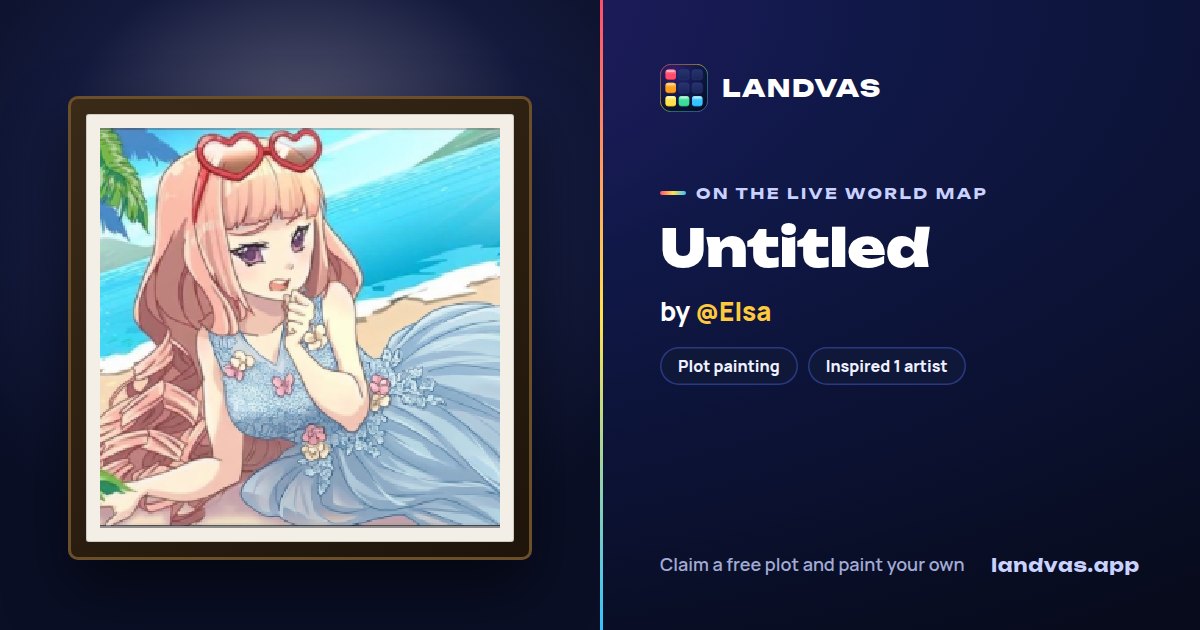 LANDVAS
ON THE LIVE WORLD MAP
Untitled
by @Elsa
Plot painting
Inspired 1 artist
Claim a free plot and paint your own
landvas.app